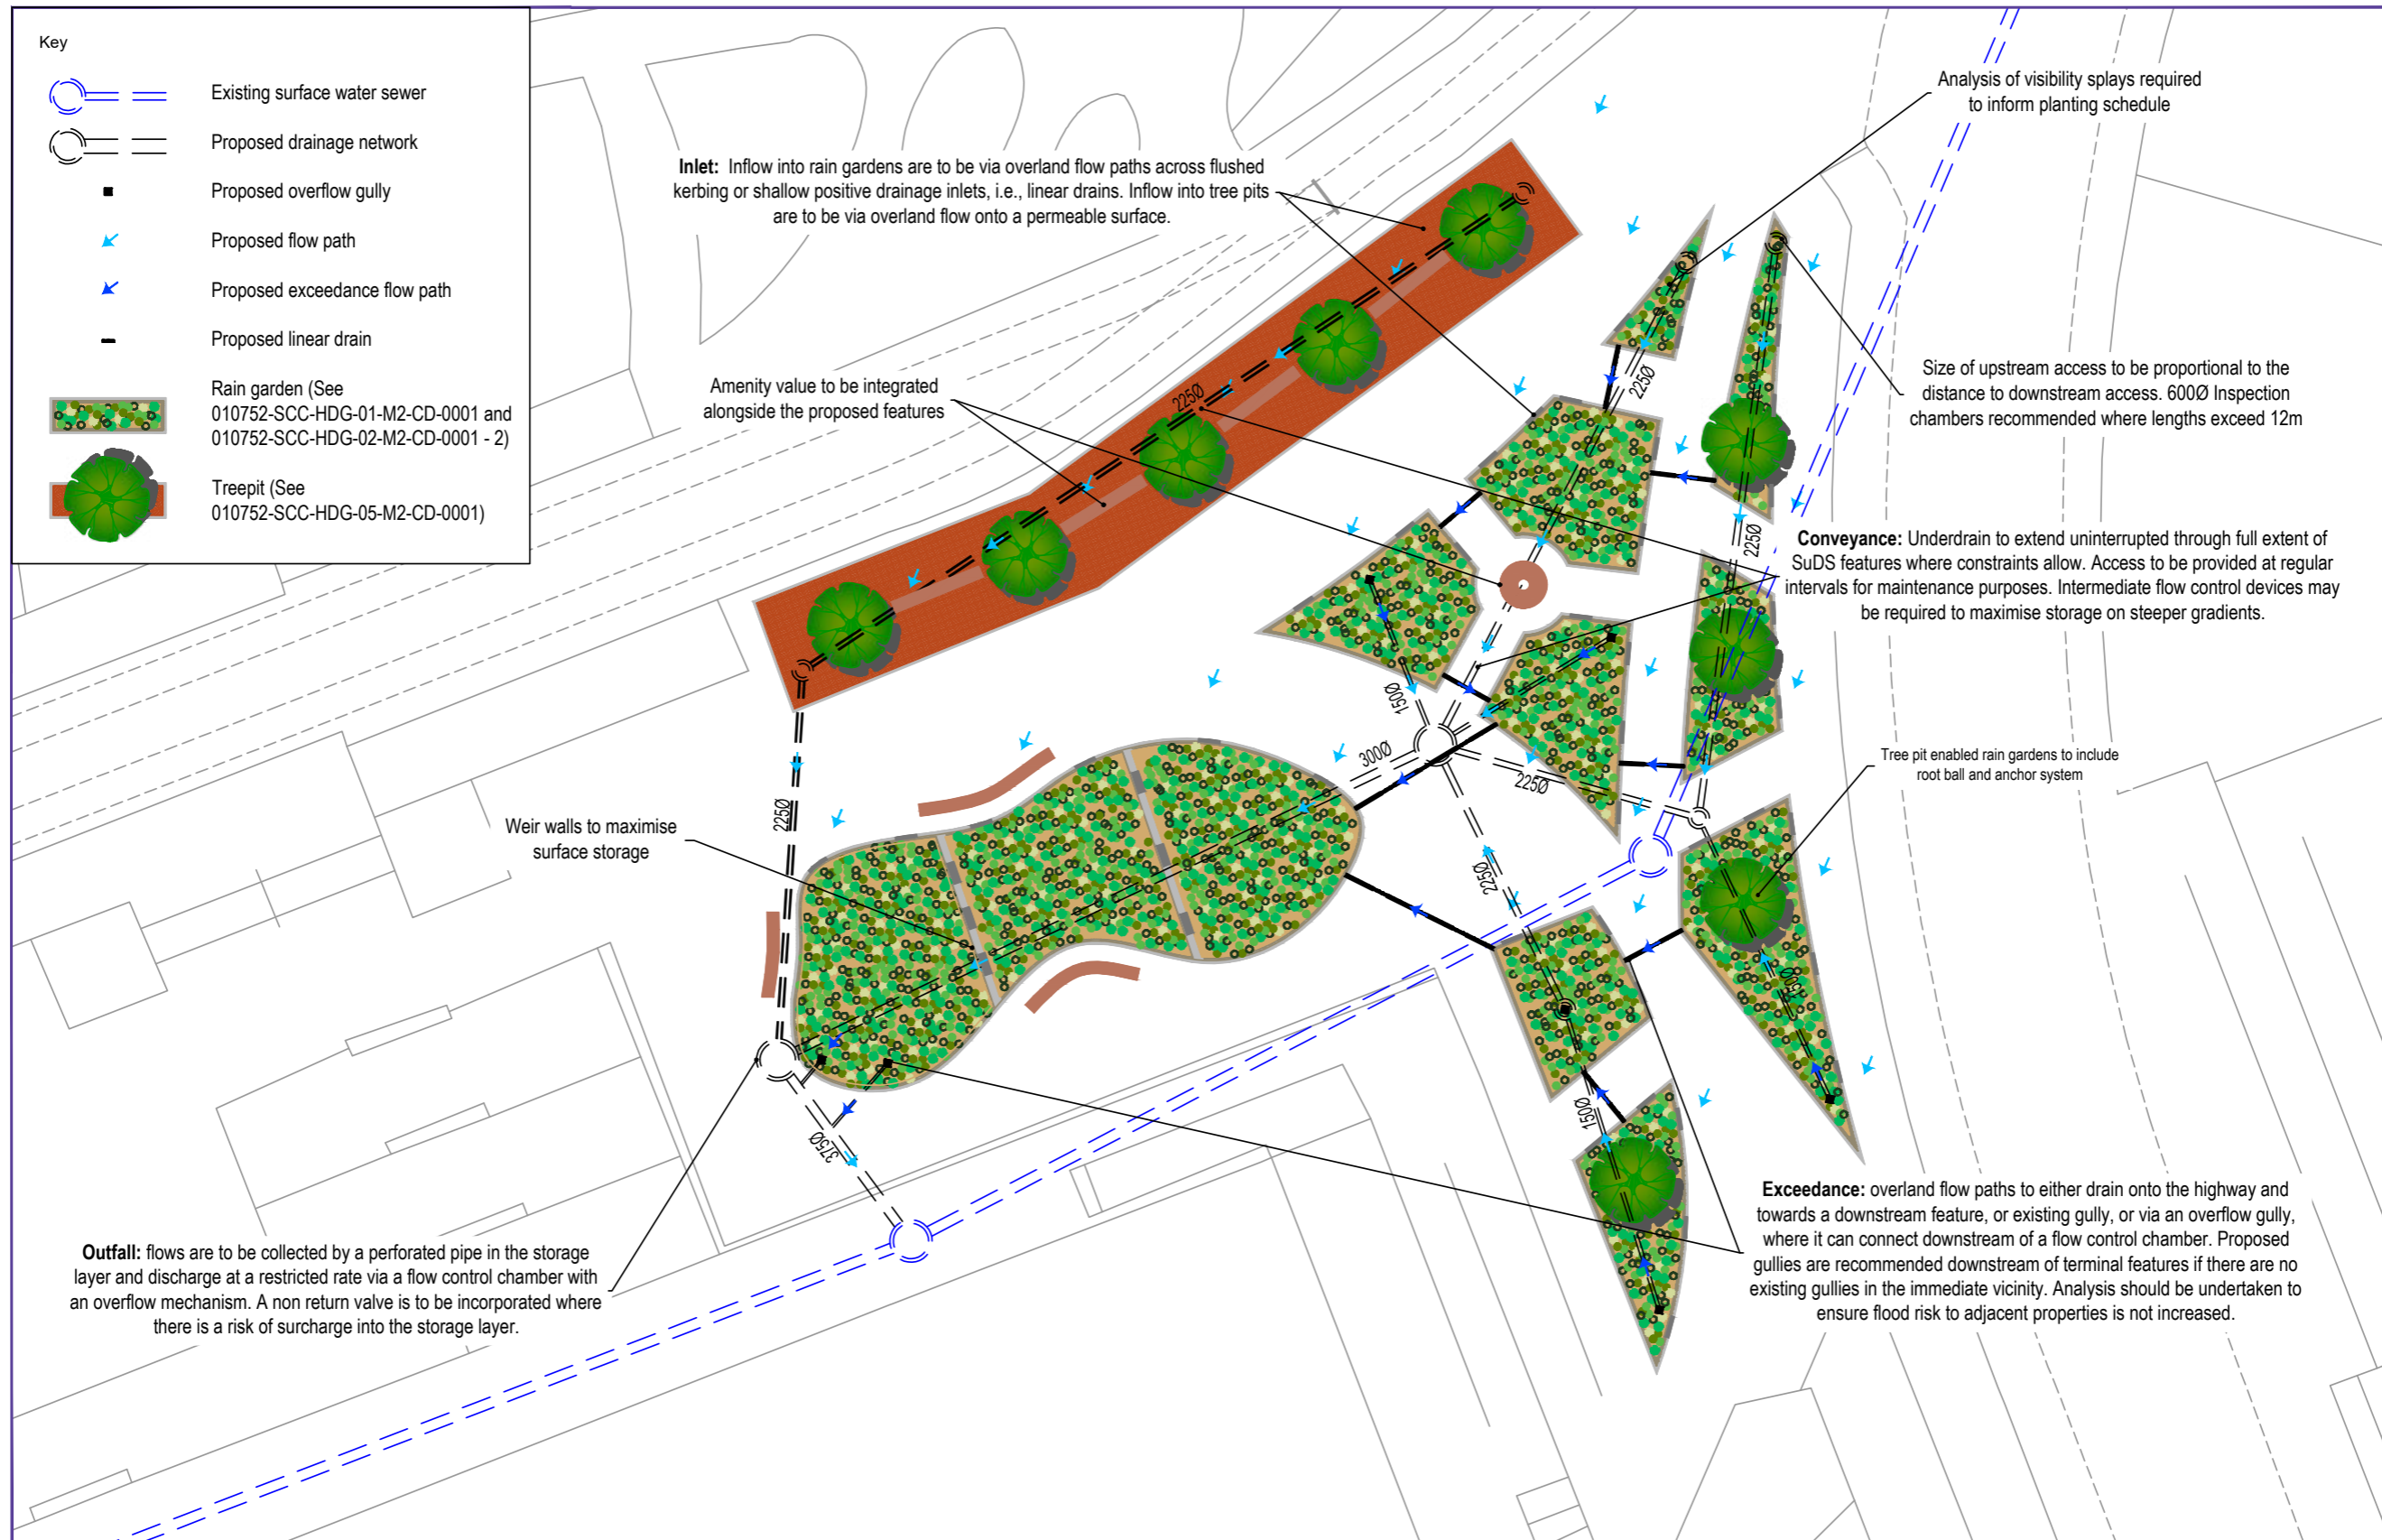 Key
Existing surface water sewer
Proposed drainage network
Proposed overflow gully
Proposed flow path
Proposed exceedance flow path
Proposed linear drain
Rain garden (See
010752-SCC-HDG-01-M2-CD-0001 and
010752-SCC-HDG-02-M2-CD-0001 - 2)
Treepit (See
010752-SCC-HDG-05-M2-CD-0001)
Analysis of visibility splays required
to inform planting schedule
Inlet: Inflow into rain gardens are to be via overland flow paths across flushed
kerbing or shallow positive drainage inlets, i.e., linear drains. Inflow into tree pits
are to be via overland flow onto a permeable surface.
Amenity value to be integrated
alongside the proposed features
Size of upstream access to be proportional to the
distance to downstream access. 600Ø Inspection
chambers recommended where lengths exceed 12m
225Ø
225Ø
225Ø
Conveyance: Underdrain to extend uninterrupted through full extent of
SuDS features where constraints allow. Access to be provided at regular
intervals for maintenance purposes. Intermediate flow control devices may
be required to maximise storage on steeper gradients.
150Ø
300Ø
225Ø
225Ø
225Ø
Tree pit enabled rain gardens to include
root ball and anchor system
Weir walls to maximise
surface storage
150Ø
150Ø
375Ø
Outfall: flows are to be collected by a perforated pipe in the storage
layer and discharge at a restricted rate via a flow control chamber with
an overflow mechanism. A non return valve is to be incorporated where
there is a risk of surcharge into the storage layer.
Exceedance: overland flow paths to either drain onto the highway and
towards a downstream feature, or existing gully, or via an overflow gully,
where it can connect downstream of a flow control chamber. Proposed
gullies are recommended downstream of terminal features if there are no
existing gullies in the immediate vicinity. Analysis should be undertaken to
ensure flood risk to adjacent properties is not increased.